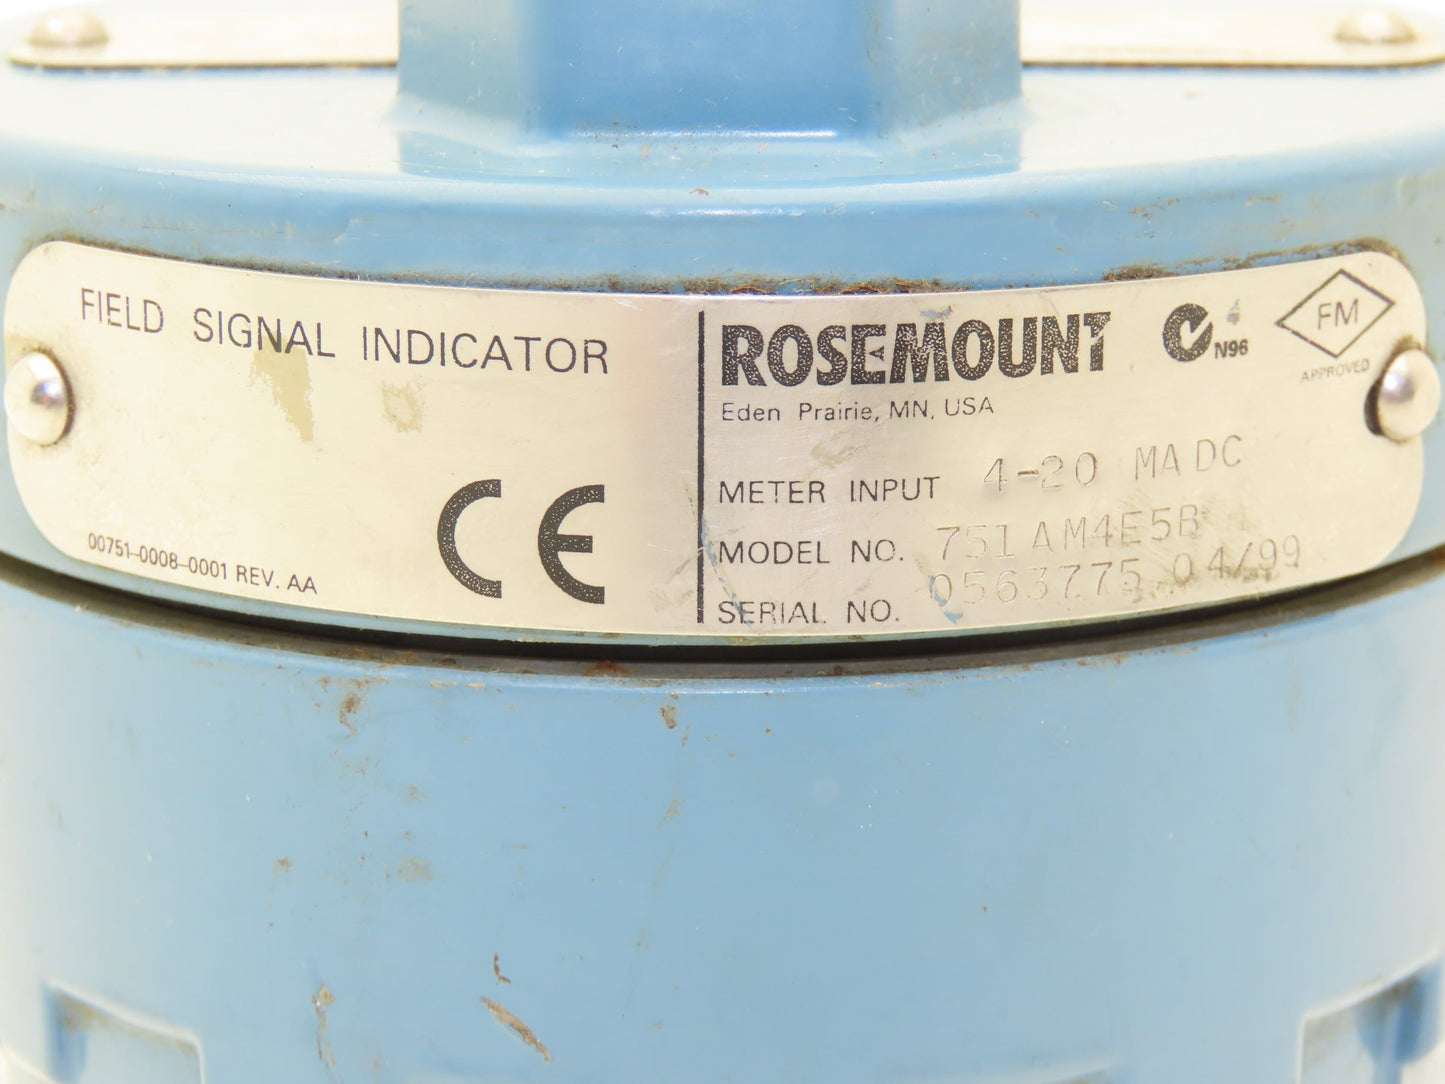 FIELD SIGNAL INDICATOR
00751-0008-0001 REV. AA
CE
ROSEMOUNT
N96
FM
APPROVED
Eden Prairie, MN, USA
METER INPUT 4-20 MA DC
MODEL NO. 751AM4E5B
SERIAL NO. 0563775 04/99